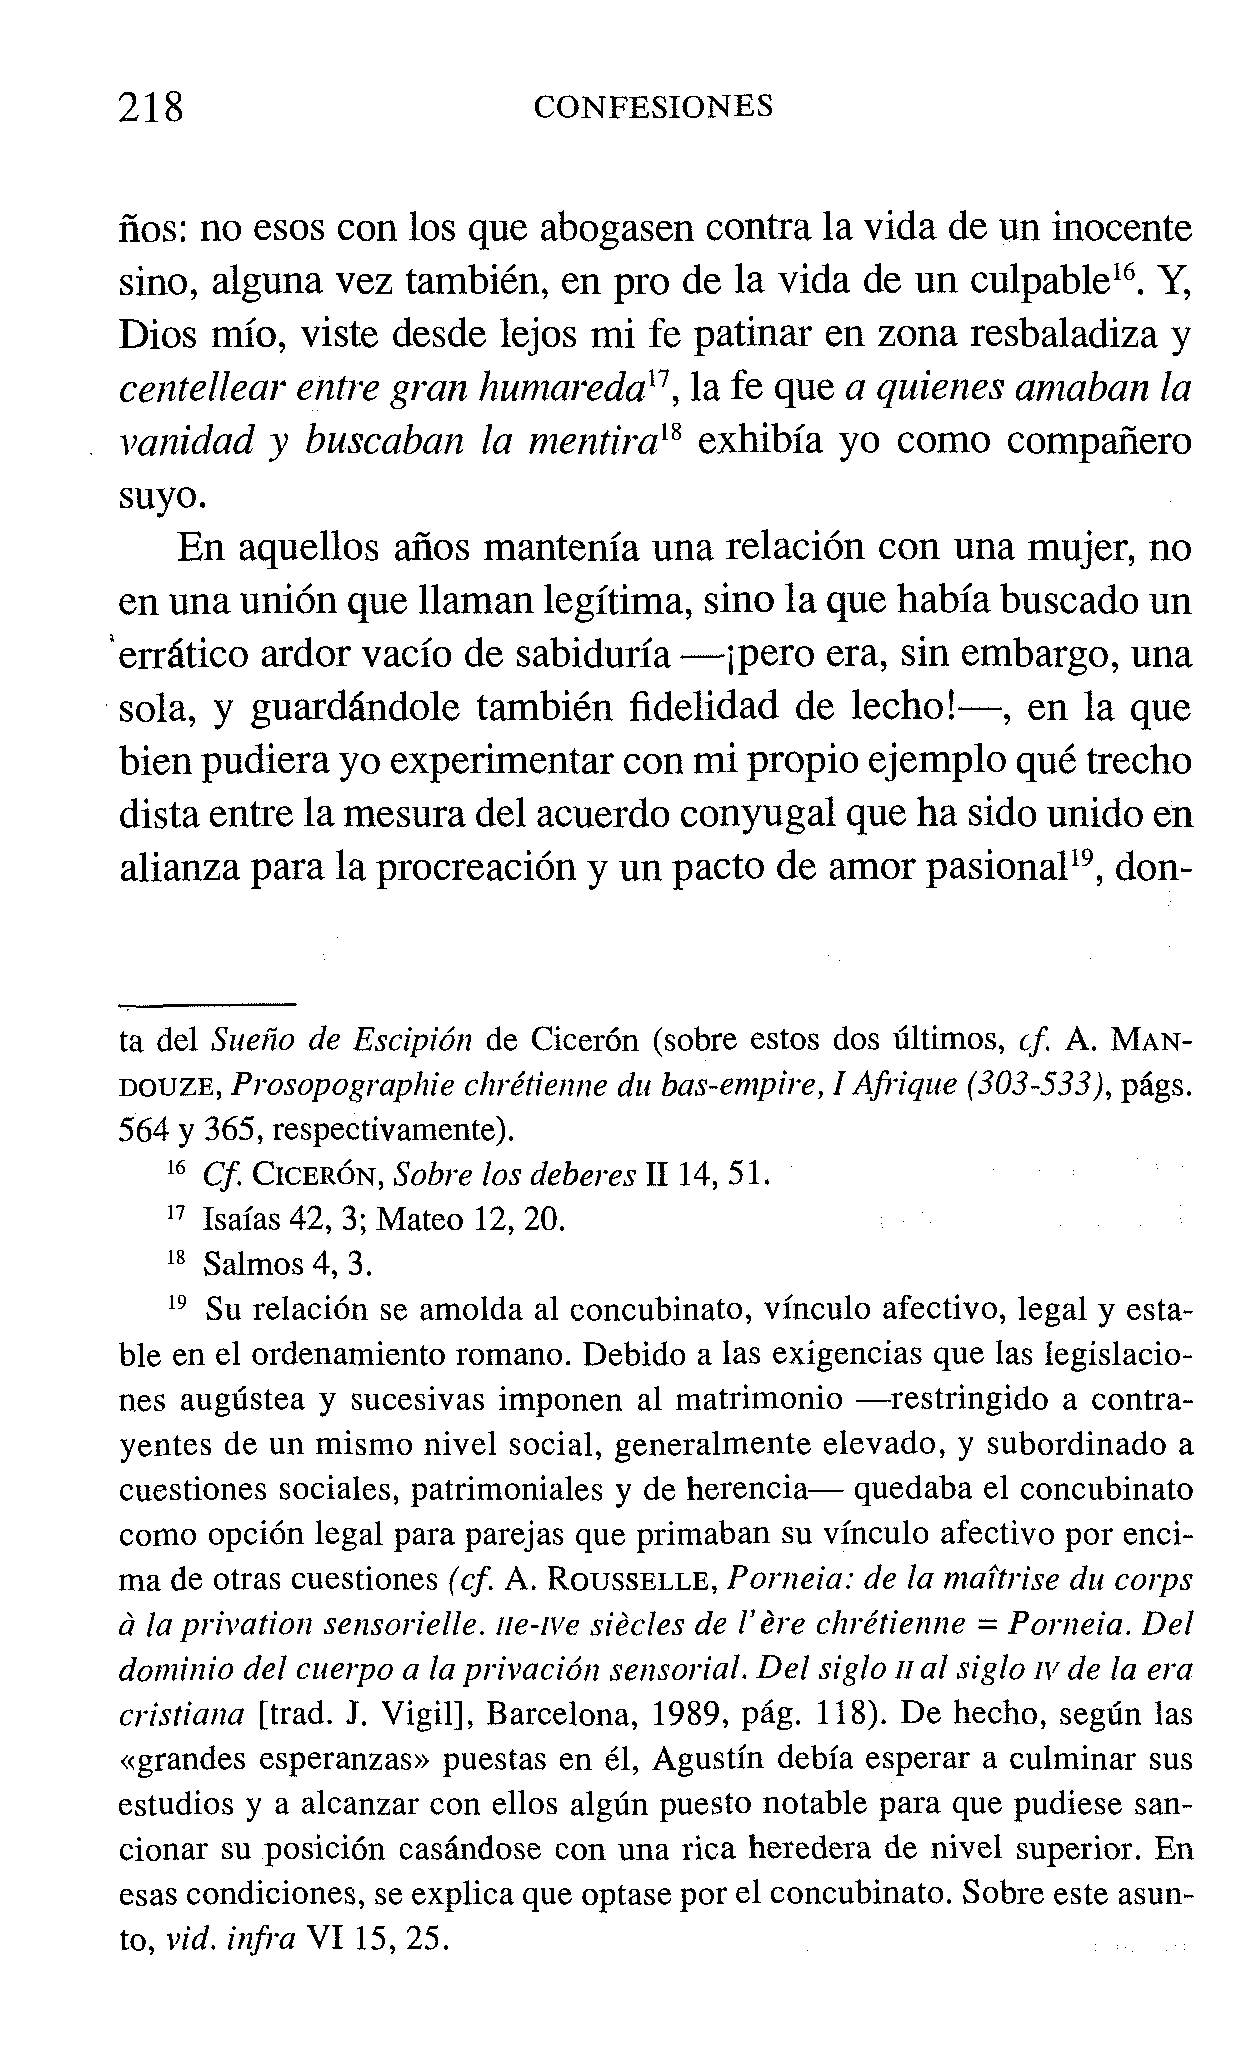 218 CONFESIONES
ños: no esos con los que abogasen contra la vida de un inocente
sino, alguna vez también, en pro de la vida de un culpable¹⁶. Y,
Dios mío, viste desde lejos mi fe patinar en zona resbaladiza y
centellear entre gran humareda¹⁷, la fe que a quienes amaban la
vanidad y buscaban la mentira¹⁸ exhibía yo como compañero
suyo.
En aquellos años mantenía una relación con una mujer, no
en una unión que llaman legítima, sino la que había buscado un
errático ardor vacío de sabiduría —¡pero era, sin embargo, una
sola, y guardándole también fidelidad de lecho!—, en la que
bien pudiera yo experimentar con mi propio ejemplo qué trecho
dista entre la mesura del acuerdo conyugal que ha sido unido en
alianza para la procreación y un pacto de amor pasional¹⁹, don-
ta del Sueño de Escipión de Cicerón (sobre estos dos últimos, cf. A. MAN-
DOUZE, Prosopographie chrétienne du bas-empire, I Afrique (303-533), págs.
564 y 365, respectivamente).
¹⁶ Cf. CICERÓN, Sobre los deberes II 14, 51.
¹⁷ Isaías 42, 3; Mateo 12, 20.
¹⁸ Salmos 4, 3.
¹⁹ Su relación se amolda al concubinato, vínculo afectivo, legal y esta-
ble en el ordenamiento romano. Debido a las exigencias que las legislacio-
nes augústea y sucesivas imponen al matrimonio —restringido a contra-
yentes de un mismo nivel social, generalmente elevado, y subordinado a
cuestiones sociales, patrimoniales y de herencia— quedaba el concubinato
como opción legal para parejas que primaban su vínculo afectivo por enci-
ma de otras cuestiones (cf. A. ROUSSELLE, Porneia: de la maîtrise du corps
à la privation sensorielle. IIe-IVe siècles de l'ère chrétienne = Porneia. Del
dominio del cuerpo a la privación sensorial. Del siglo II al siglo IV de la era
cristiana [trad. J. Vigil], Barcelona, 1989, pág. 118). De hecho, según las
«grandes esperanzas» puestas en él, Agustín debía esperar a culminar sus
estudios y a alcanzar con ellos algún puesto notable para que pudiese san-
cionar su posición casándose con una rica heredera de nivel superior. En
esas condiciones, se explica que optase por el concubinato. Sobre este asun-
to, vid. infra VI 15, 25.